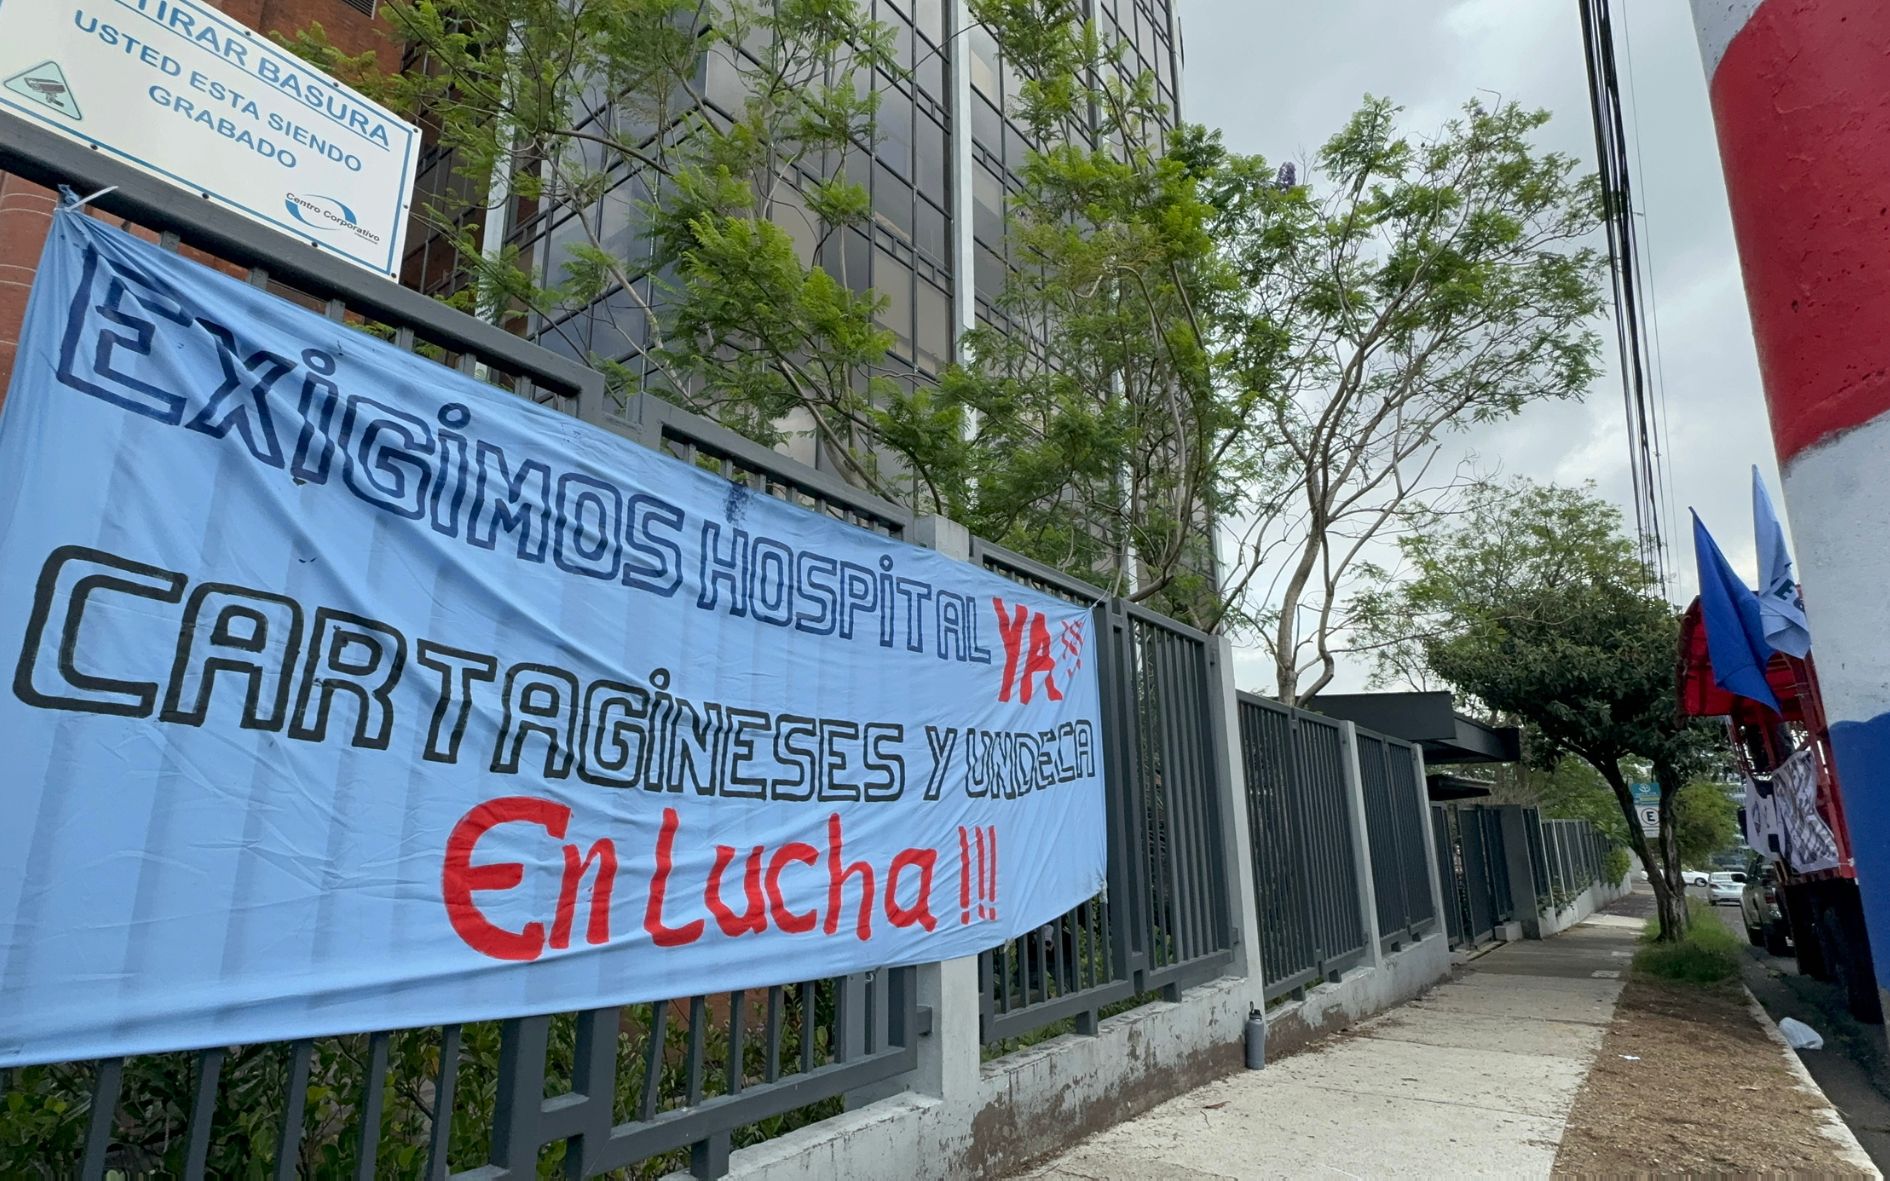 TIRAR BASURA
USTED ESTA SIENDO
GRABADO
Centro Corporativo
EXIGIMOS HOSPITAL YA!!!
CARTAGINESES Y UNDECA
En Lucha!!!
E